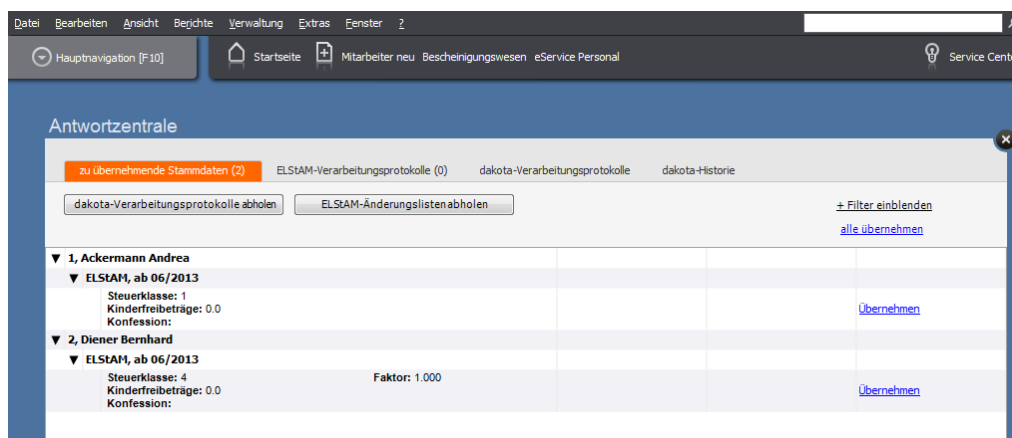 Datei Bearbeiten Ansicht Berichte Verwaltung Extras Fenster ?
Hauptnavigation [F10] Startseite Mitarbeiter neu Bescheinigungswesen eService Personal Service Cent
Antwortzentrale
zu übernehmende Stammdaten (2) ELStAM-Verarbeitungsprotokolle (0) dakota-Verarbeitungsprotokolle dakota-Historie
dakota-Verarbeitungsprotokolle abholen ELStAM-Änderungslisten abholen + Filter einblenden
alle übernehmen
1, Ackermann Andrea
ELStAM, ab 06/2013
Steuerklasse: 1
Kinderfreibeträge: 0.0 Übernehmen
Konfession:
2, Diener Bernhard
ELStAM, ab 06/2013
Steuerklasse: 4 Faktor: 1.000
Kinderfreibeträge: 0.0 Übernehmen
Konfession: